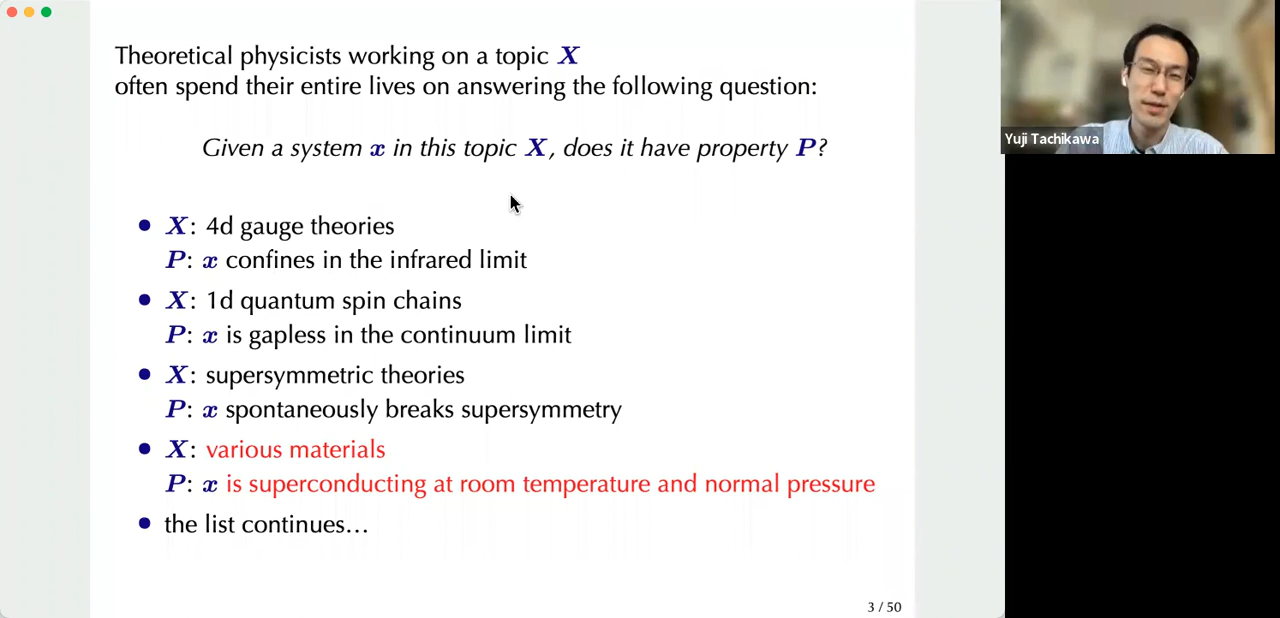 Theoretical physicists working on a topic X
often spend their entire lives on answering the following question:
Given a system x in this topic X, does it have property P?
• X: 4d gauge theories
P: x confines in the infrared limit
• X: 1d quantum spin chains
P: x is gapless in the continuum limit
• X: supersymmetric theories
P: x spontaneously breaks supersymmetry
• X: various materials
P: x is superconducting at room temperature and normal pressure
• the list continues…
3 / 50
Yuji Tachikawa